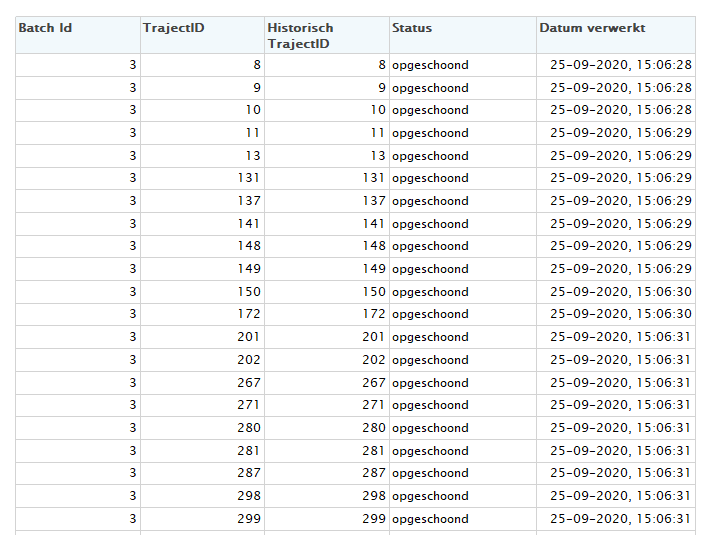 Batch Id TrajectID Historisch TrajectID Status Datum verwerkt
3 8 8 opgeschoond 25-09-2020, 15:06:28
3 9 9 opgeschoond 25-09-2020, 15:06:28
3 10 10 opgeschoond 25-09-2020, 15:06:28
3 11 11 opgeschoond 25-09-2020, 15:06:29
3 13 13 opgeschoond 25-09-2020, 15:06:29
3 131 131 opgeschoond 25-09-2020, 15:06:29
3 137 137 opgeschoond 25-09-2020, 15:06:29
3 141 141 opgeschoond 25-09-2020, 15:06:29
3 148 148 opgeschoond 25-09-2020, 15:06:29
3 149 149 opgeschoond 25-09-2020, 15:06:29
3 150 150 opgeschoond 25-09-2020, 15:06:30
3 172 172 opgeschoond 25-09-2020, 15:06:30
3 201 201 opgeschoond 25-09-2020, 15:06:31
3 202 202 opgeschoond 25-09-2020, 15:06:31
3 267 267 opgeschoond 25-09-2020, 15:06:31
3 271 271 opgeschoond 25-09-2020, 15:06:31
3 280 280 opgeschoond 25-09-2020, 15:06:31
3 281 281 opgeschoond 25-09-2020, 15:06:31
3 287 287 opgeschoond 25-09-2020, 15:06:31
3 298 298 opgeschoond 25-09-2020, 15:06:31
3 299 299 opgeschoond 25-09-2020, 15:06:31